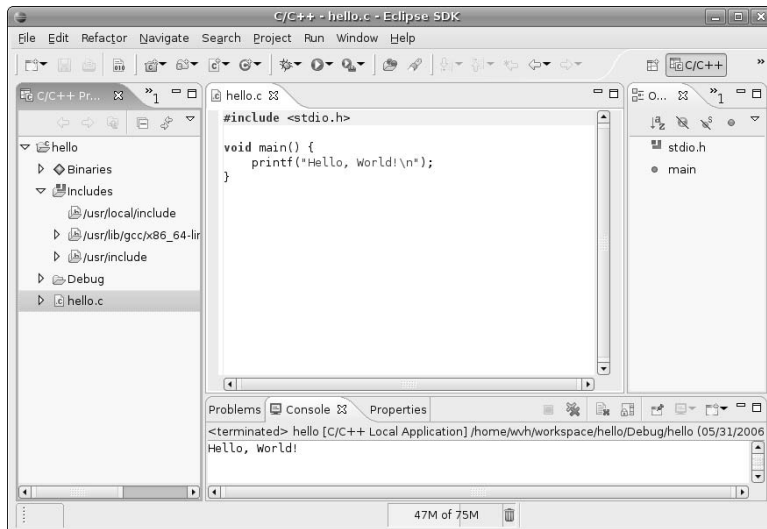 C/C++ - hello.c - Eclipse SDK
File Edit Refactor Navigate Search Project Run Window Help
C/C++ »
C/C++ Pr... »1
hello.c
O... »1
hello
Binaries
Includes
/usr/local/include
/usr/lib/gcc/x86_64-lin
/usr/include
Debug
hello.c
#include <stdio.h>
void main() {
printf("Hello, World!\n");
}
stdio.h
main
Problems Console Properties
<terminated> hello [C/C++ Local Application] /home/wvh/workspace/hello/Debug/hello (05/31/2006
Hello, World!
47M of 75M